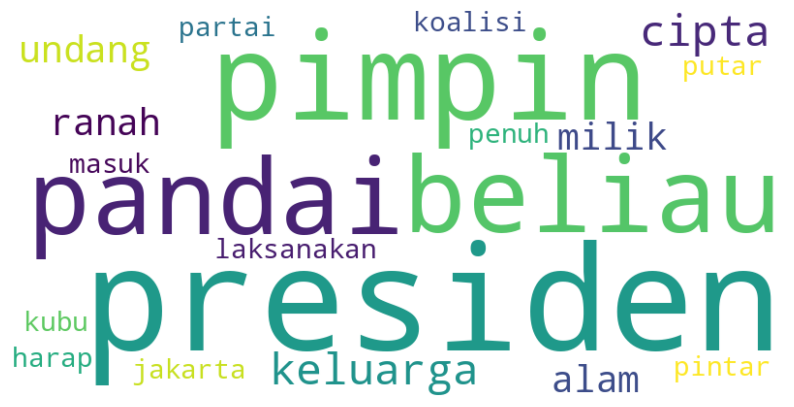 partai koalisi cipta
undang pimpin putar
ranah penuh milik
masuk
pandai beliau
laksanakan
presiden
kubu
harap jakarta keluarga alam pintar